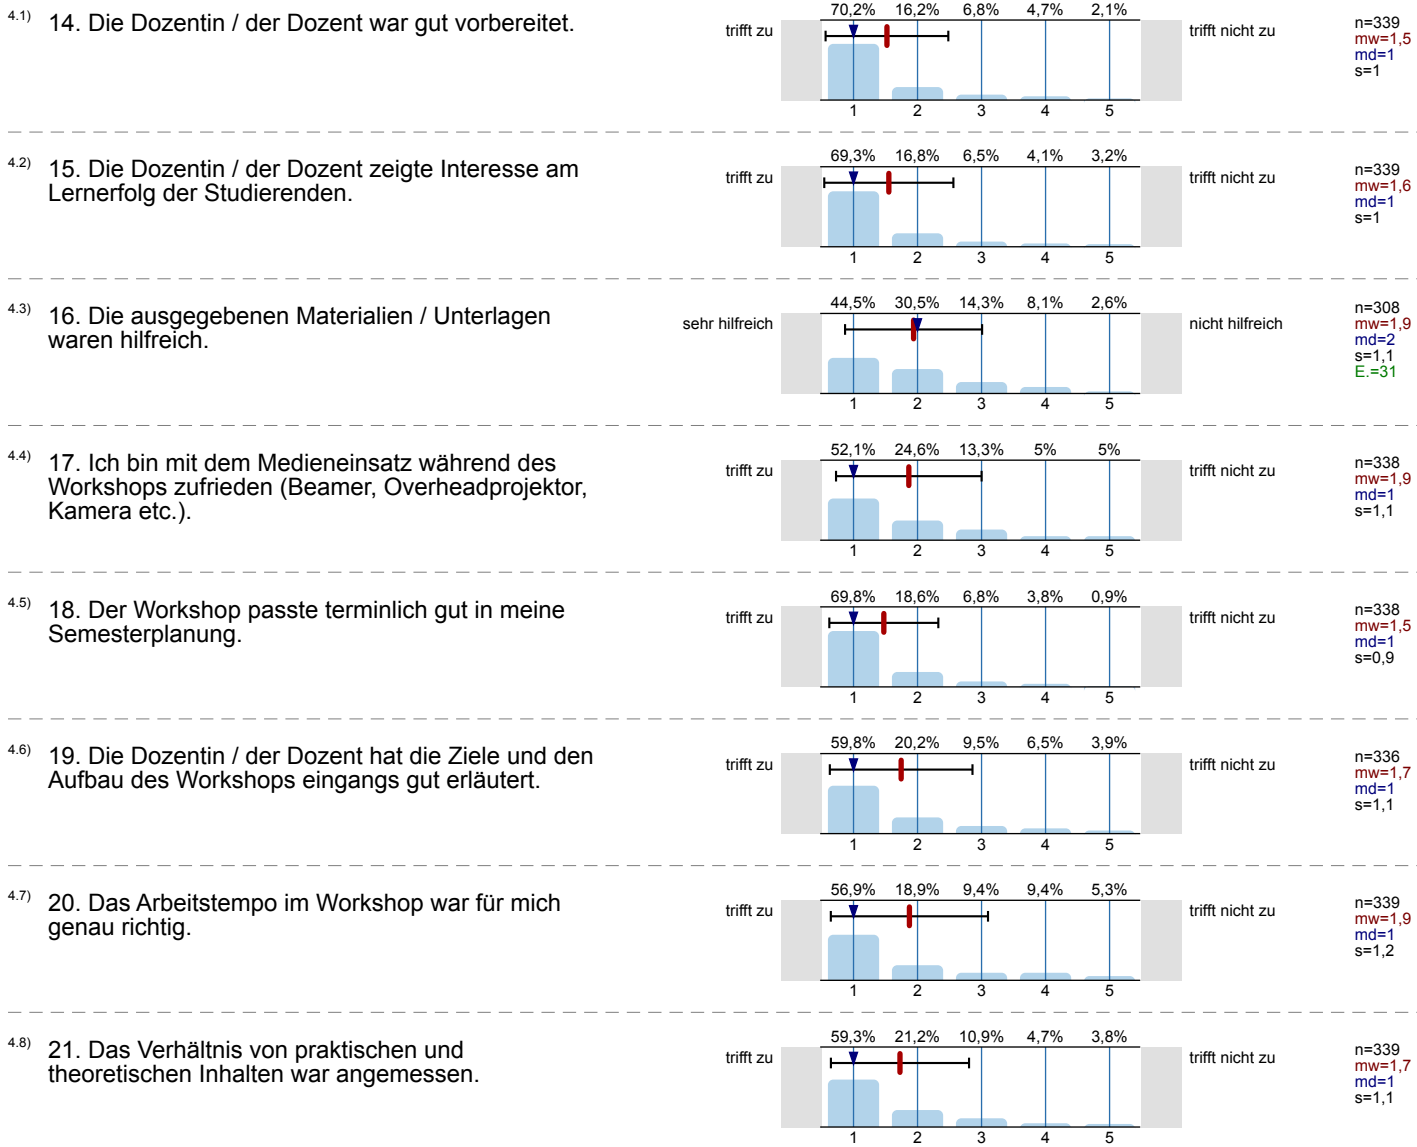 4.1) 14. Die Dozentin / der Dozent war gut vorbereitet.
trifft zu
70,2% 16,2% 6,8% 4,7% 2,1%
1 2 3 4 5
trifft nicht zu
n=339
mw=1,5
md=1
s=1
4.2) 15. Die Dozentin / der Dozent zeigte Interesse am
Lernerfolg der Studierenden.
trifft zu
69,3% 16,8% 6,5% 4,1% 3,2%
1 2 3 4 5
trifft nicht zu
n=339
mw=1,6
md=1
s=1
4.3) 16. Die ausgegebenen Materialien / Unterlagen
waren hilfreich.
sehr hilfreich
44,5% 30,5% 14,3% 8,1% 2,6%
1 2 3 4 5
nicht hilfreich
n=308
mw=1,9
md=2
s=1,1
E.=31
4.4) 17. Ich bin mit dem Medieneinsatz während des
Workshops zufrieden (Beamer, Overheadprojektor,
Kamera etc.).
trifft zu
52,1% 24,6% 13,3% 5% 5%
1 2 3 4 5
trifft nicht zu
n=338
mw=1,9
md=1
s=1,1
4.5) 18. Der Workshop passte terminlich gut in meine
Semesterplanung.
trifft zu
69,8% 18,6% 6,8% 3,8% 0,9%
1 2 3 4 5
trifft nicht zu
n=338
mw=1,5
md=1
s=0,9
4.6) 19. Die Dozentin / der Dozent hat die Ziele und den
Aufbau des Workshops eingangs gut erläutert.
trifft zu
59,8% 20,2% 9,5% 6,5% 3,9%
1 2 3 4 5
trifft nicht zu
n=336
mw=1,7
md=1
s=1,1
4.7) 20. Das Arbeitstempo im Workshop war für mich
genau richtig.
trifft zu
56,9% 18,9% 9,4% 9,4% 5,3%
1 2 3 4 5
trifft nicht zu
n=339
mw=1,9
md=1
s=1,2
4.8) 21. Das Verhältnis von praktischen und
theoretischen Inhalten war angemessen.
trifft zu
59,3% 21,2% 10,9% 4,7% 3,8%
1 2 3 4 5
trifft nicht zu
n=339
mw=1,7
md=1
s=1,1